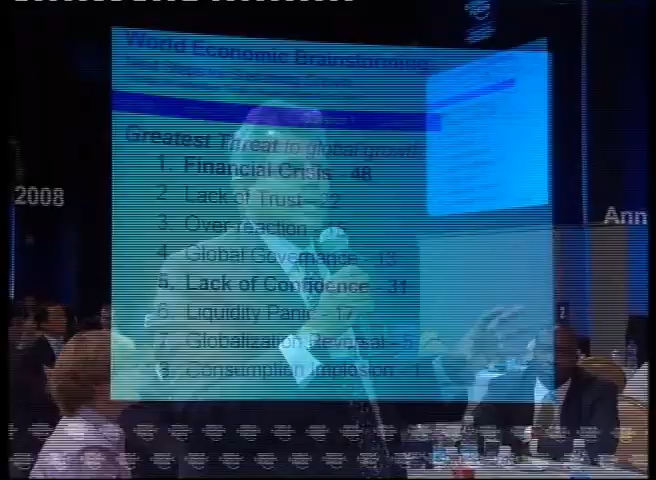 World Economic Brainstorming
Greatest Threat to global growth
1. Financial Crisis - 48
2 Lack of Trust - 22
3. Over-reaction
4. Global Governance - 13
5. Lack of Confidence - 31
6. Liquidity Panic - 17
7. Globalization Reversal - 5
8. Consumption Implosion
2008
Ann